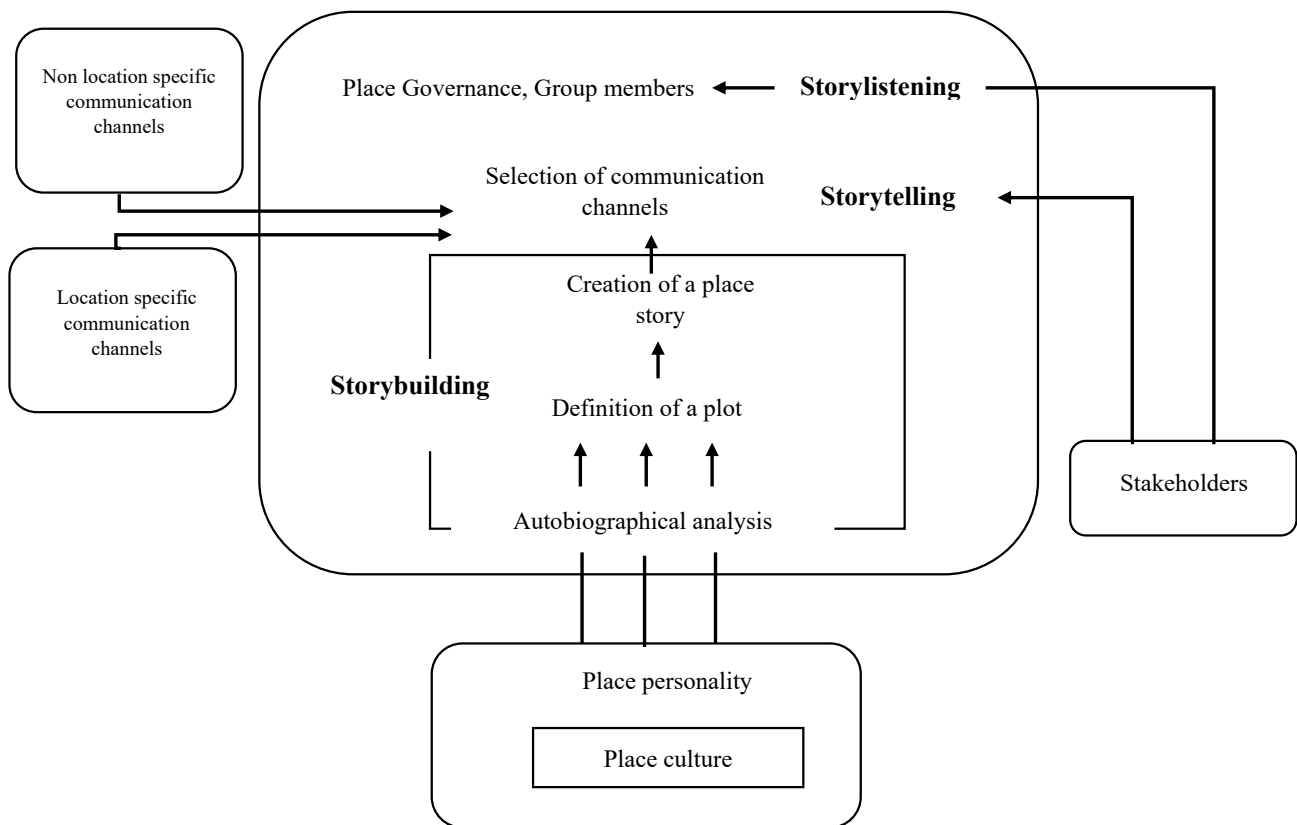 Non location specific
communication
channels
Place Governance, Group members
Storylistening
Selection of communication
channels
Storytelling
Location specific
communication
channels
Creation of a place
story
Storybuilding
Definition of a plot
Stakeholders
Autobiographical analysis
Place personality
Place culture